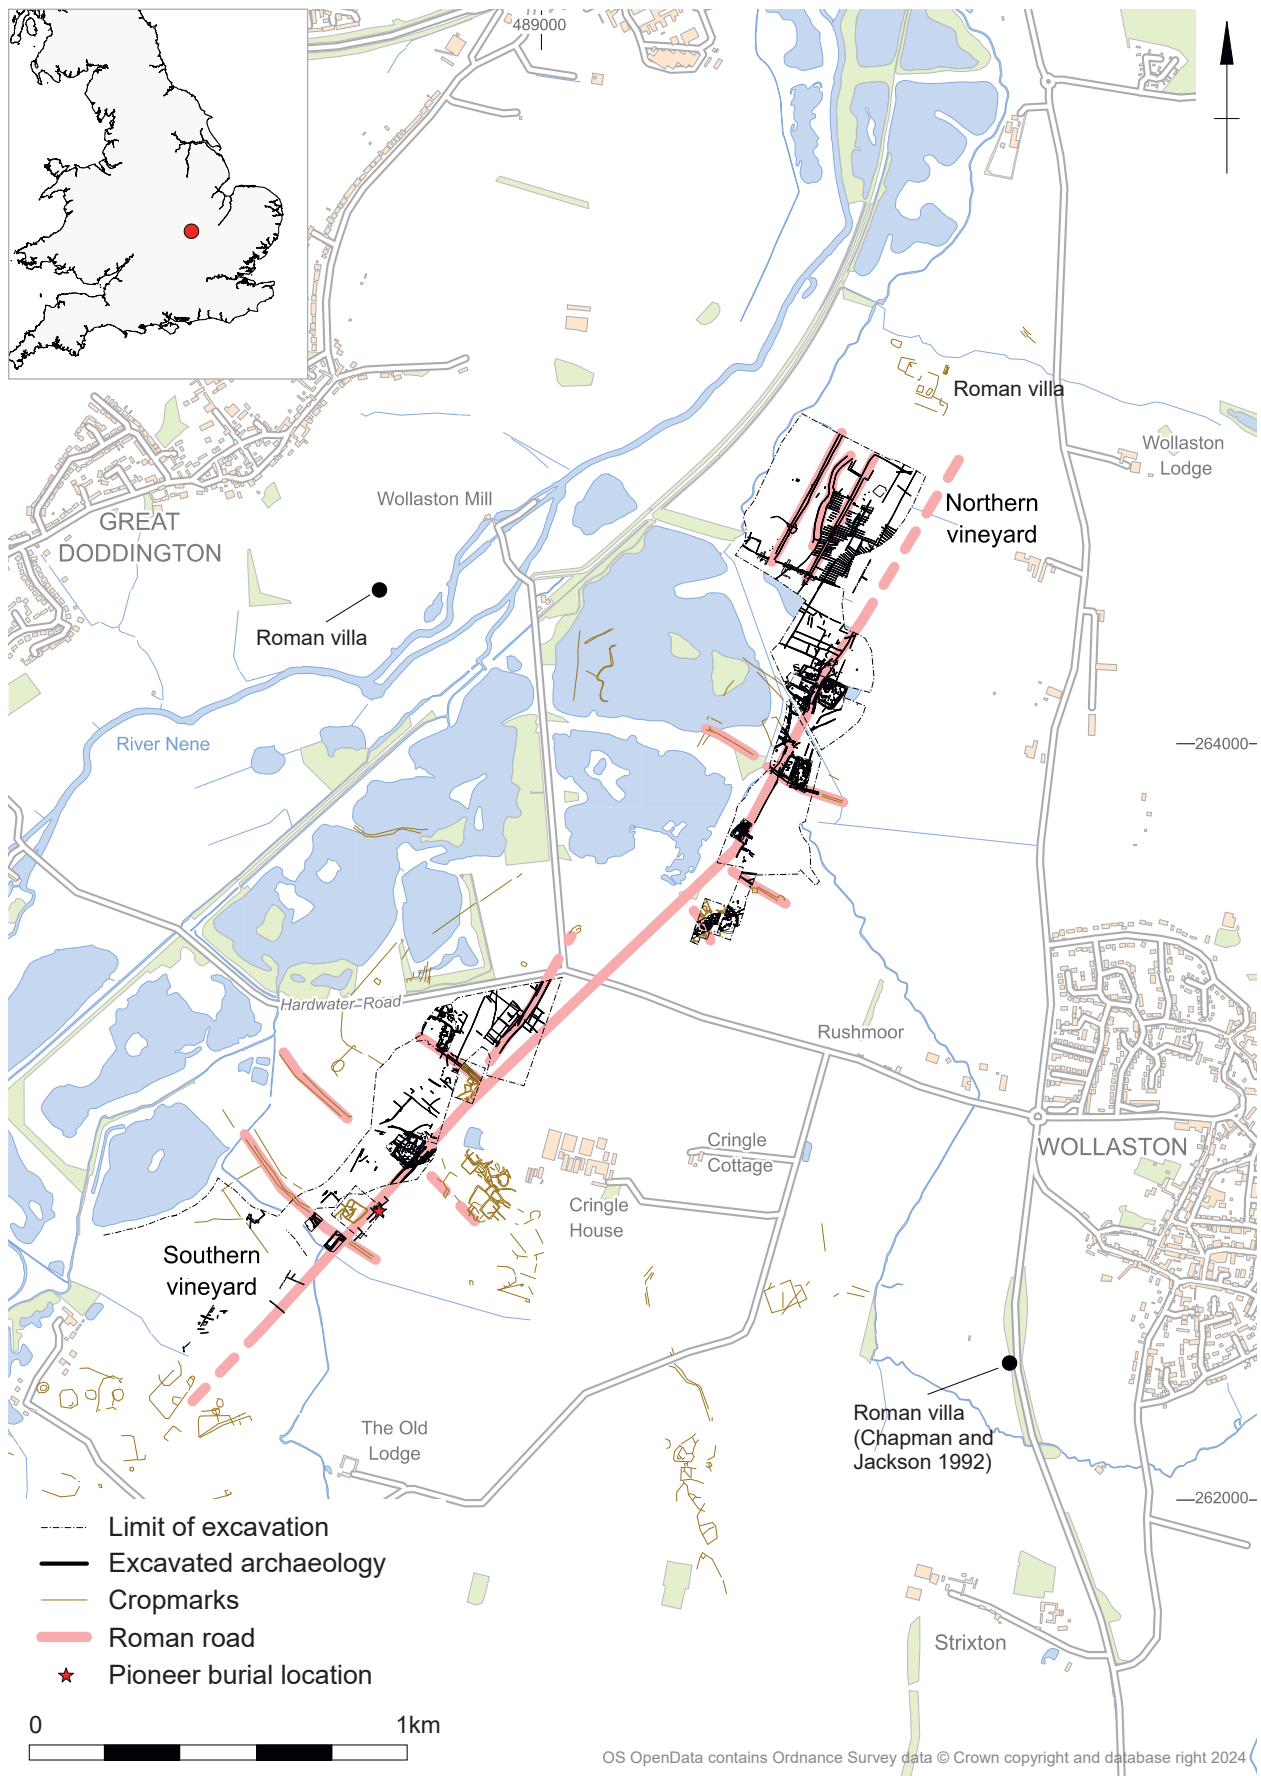 489000
Roman villa
Wollaston
Lodge
Wollaston Mill
Northern
vineyard
GREAT
DODDINGTON
Roman villa
River Nene
264000
Hardwater Road
Rushmoor
Cringle
Cottage
WOLLASTON
Cringle
House
Southern
vineyard
Roman villa
(Chapman and
Jackson 1992)
The Old
Lodge
262000
Limit of excavation
Excavated archaeology
Cropmarks
Roman road
Pioneer burial location
Strixton
0 1km
OS OpenData contains Ordnance Survey data © Crown copyright and database right 2024